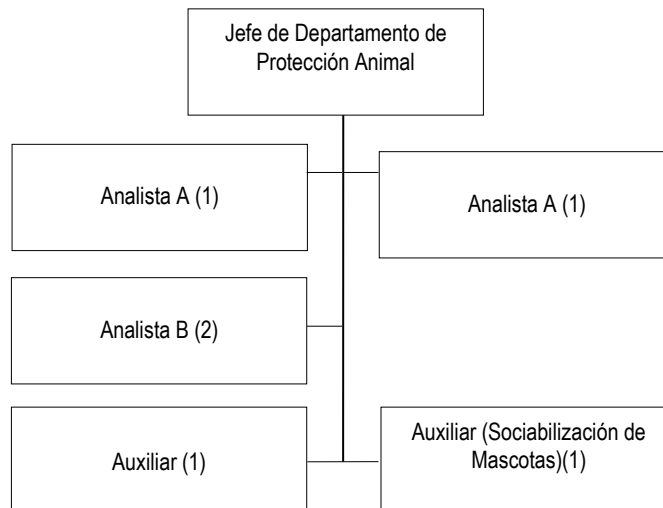 Jefe de Departamento de
Protección Animal
Analista A (1)
Analista A (1)
Analista B (2)
Auxiliar (1)
Auxiliar (Sociabilización de
Mascotas)(1)